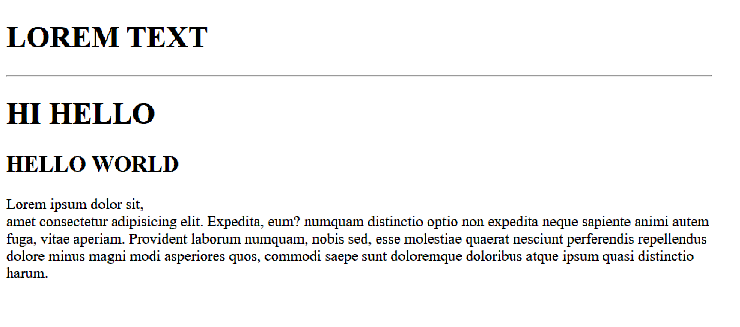 LOREM TEXT
HI HELLO
HELLO WORLD
Lorem ipsum dolor sit,
amet consectetur adipisicing elit. Expedita, eum? numquam distinctio optio non expedita neque sapiente animi autem
fuga, vitae aperiam. Provident laborum numquam, nobis sed, esse molestiae quaerat nesciunt perferendis repellendus
dolore minus magni modi asperiores quos, commodi saepe sunt doloremque doloribus atque ipsum quasi distinctio
harum.